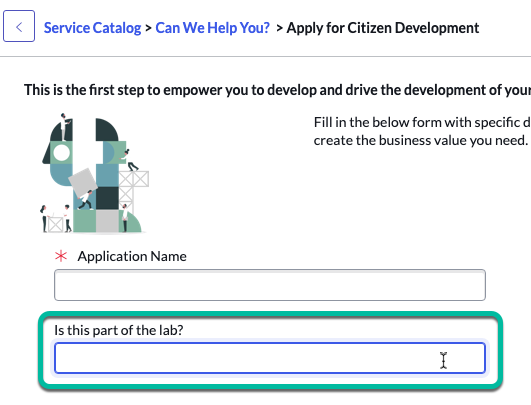 < Service Catalog > Can We Help You? > Apply for Citizen Development
This is the first step to empower you to develop and drive the development of your
Fill in the below form with specific d
create the business value you need.
* Application Name
Is this part of the lab?